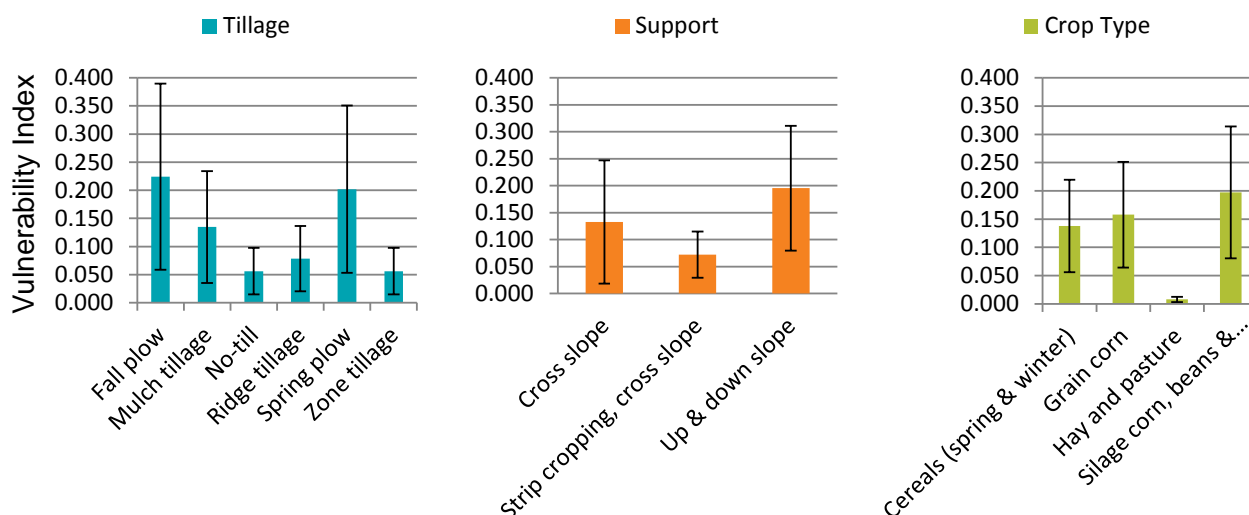 Tillage
Support
Crop Type
Vulnerability Index
0.400
0.350
0.300
0.250
0.200
0.150
0.100
0.050
0.000
Fall plow
Mulch tillage
No-till
Ridge tillage
Spring plow
Zone tillage
0.400
0.350
0.300
0.250
0.200
0.150
0.100
0.050
0.000
Cross slope
Strip cropping, cross slope
Up & down slope
0.400
0.350
0.300
0.250
0.200
0.150
0.100
0.050
0.000
Cereals (spring & winter)
Grain corn
Hay and pasture
Silage corn, beans &...